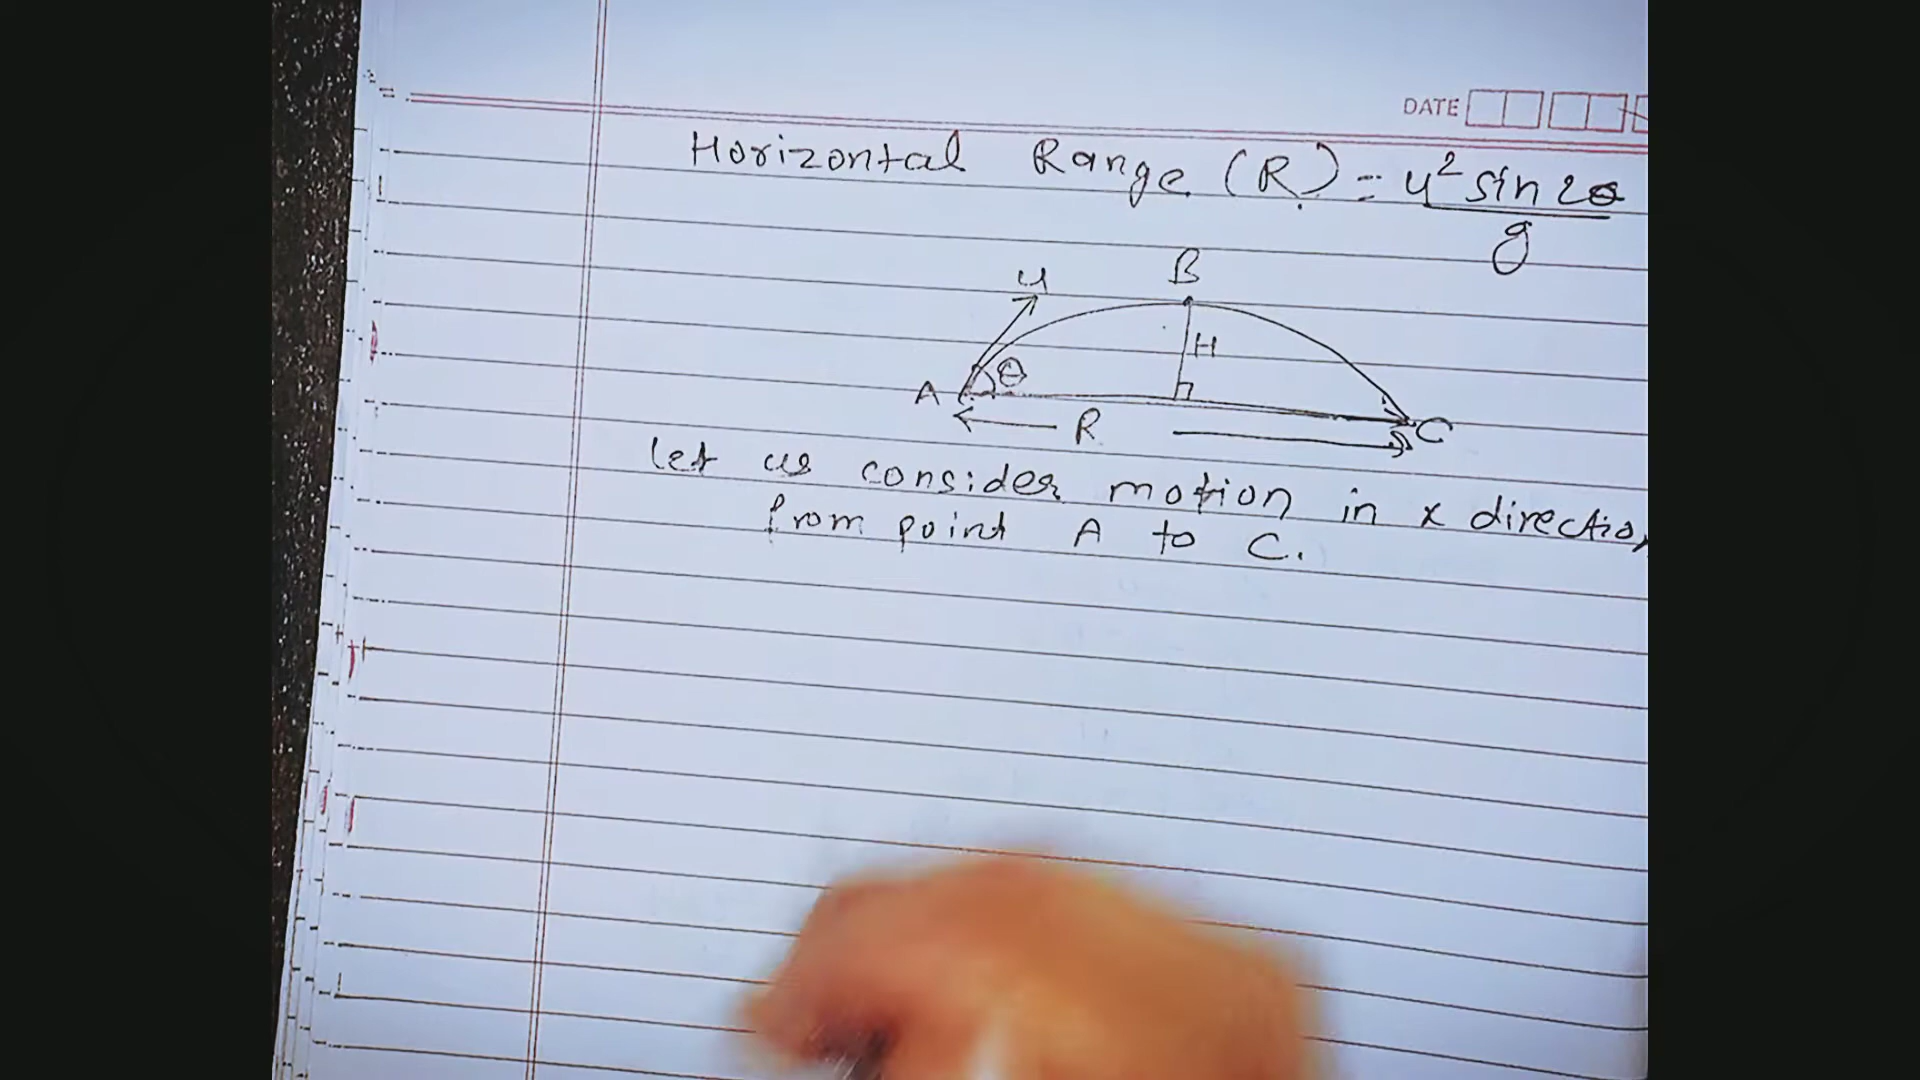 DATE
Horizontal Range (R) = u² sin 2θ
g
u
B
H
θ
A
R
C
let us consider motion in x direction
from point A to C.